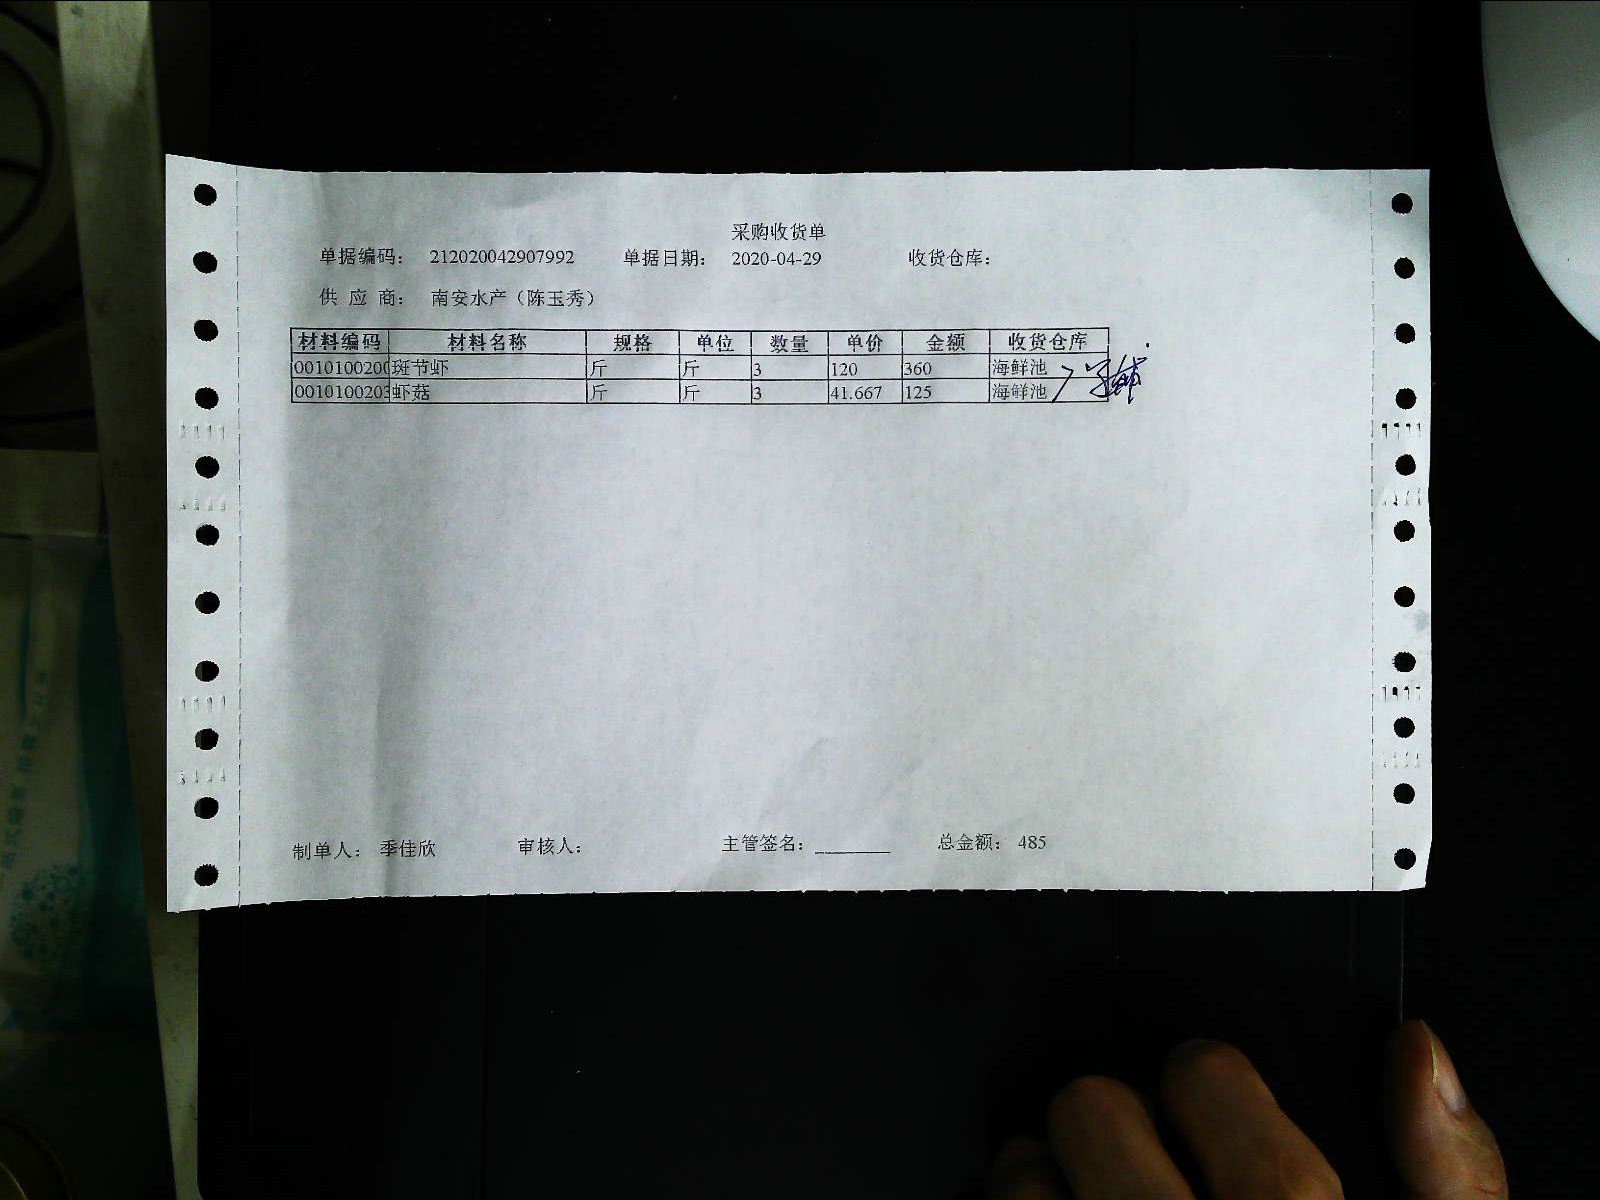 采购收货单
单据编码： 212020042907992 单据日期： 2020-04-29 收货仓库：
供 应 商： 南安水产（陈玉秀）
材料编码 材料名称 规格 单位 数量 单价 金额 收货仓库
0010100200 斑节虾 斤 斤 3 120 360 海鲜池
0010100203 虾菇 斤 斤 3 41.667 125 海鲜池
制单人： 季佳欣 审核人： 主管签名：________ 总金额： 485